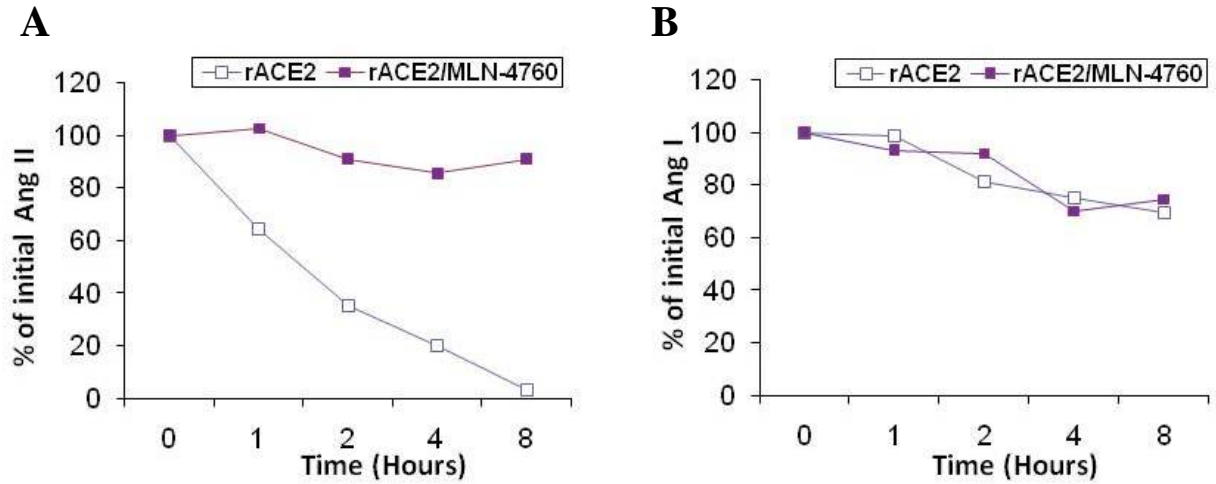 A
rACE2 rACE2/MLN-4760
120
100
80
60
40
20
0
% of initial Ang II
0 1 2 4 8
Time (Hours)
B
rACE2 rACE2/MLN-4760
120
100
80
60
40
20
0
% of initial Ang I
0 1 2 4 8
Time (Hours)